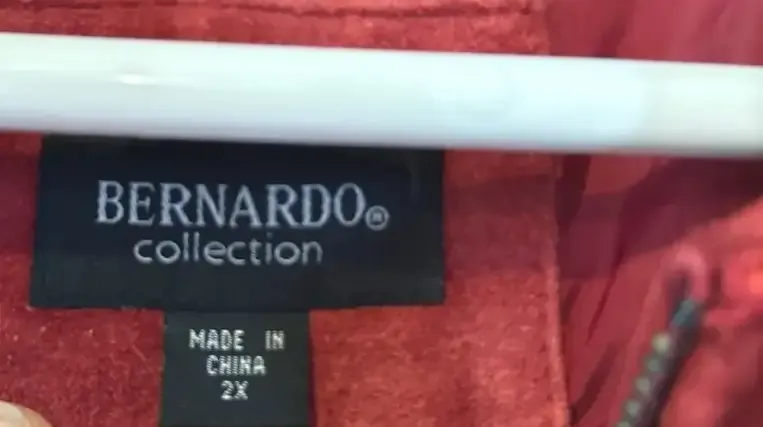 BERNARDO®
collection
MADE IN
CHINA
2X